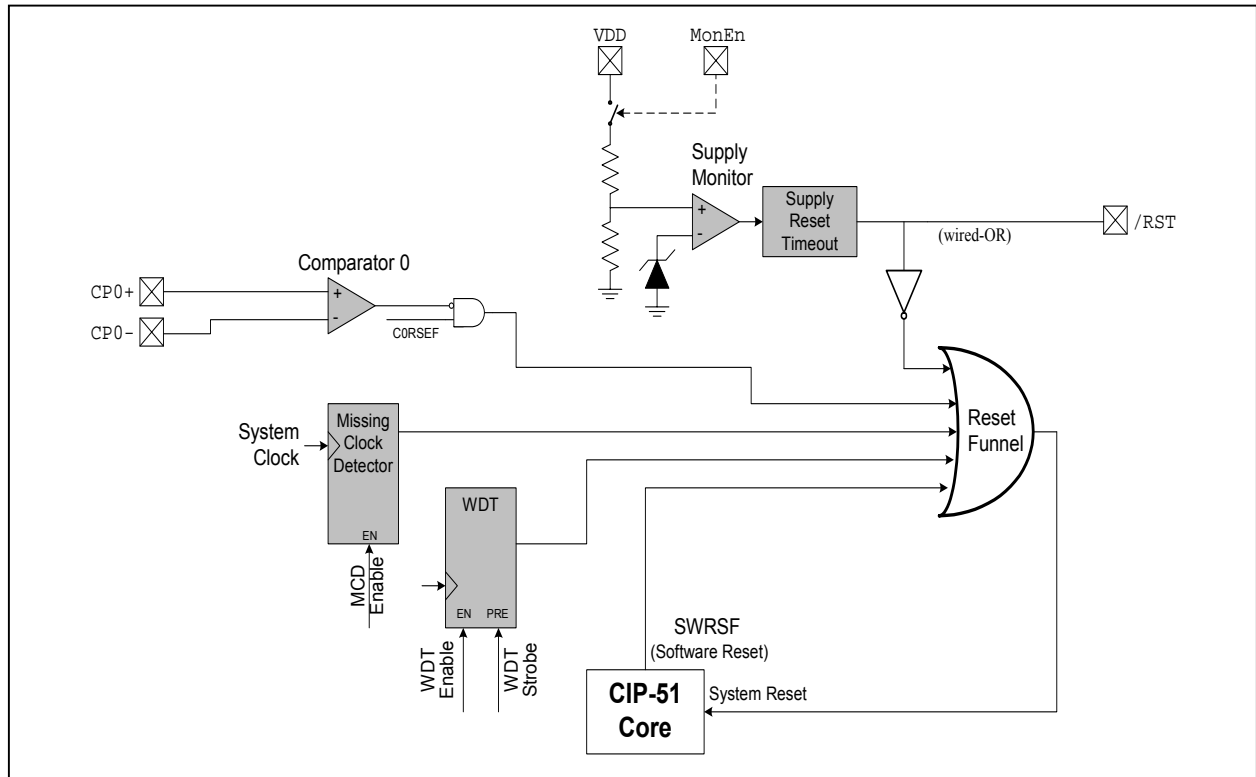 VDD
MonEn
Supply
Monitor
+
-
Supply
Reset
Timeout
(wired-OR)
/RST
Comparator 0
CP0+
CP0-
+
-
C0RSEF
Reset
Funnel
System
Clock
Missing
Clock
Detector
EN
MCD
Enable
WDT
EN
PRE
WDT
Enable
WDT
Strobe
SWRSF
(Software Reset)
CIP-51
Core
System Reset